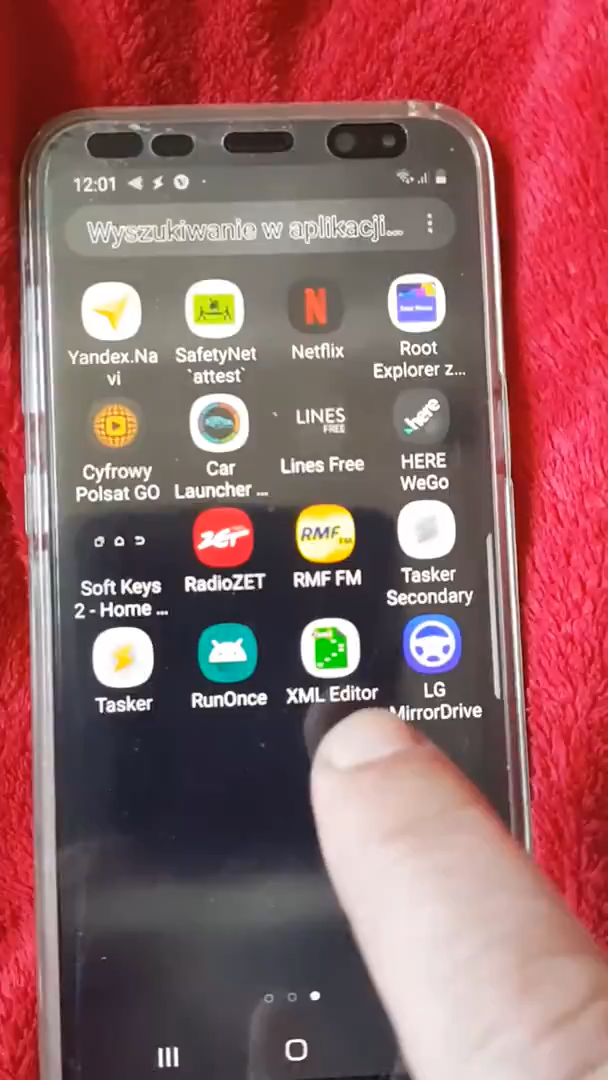 12:01
Wyszukiwanie w aplikacji...
Yandex.Na
vi
SafetyNet
`attest`
Netflix
Root
Explorer z...
Cyfrowy
Polsat GO
Car
Launcher ...
LINES
FREE
Lines Free
here
HERE
WeGo
Soft Keys
2 - Home ...
ZET
RadioZET
RMF FM
RMF FM
Tasker
Secondary
Tasker
RunOnce
XML Editor
LG
MirrorDrive